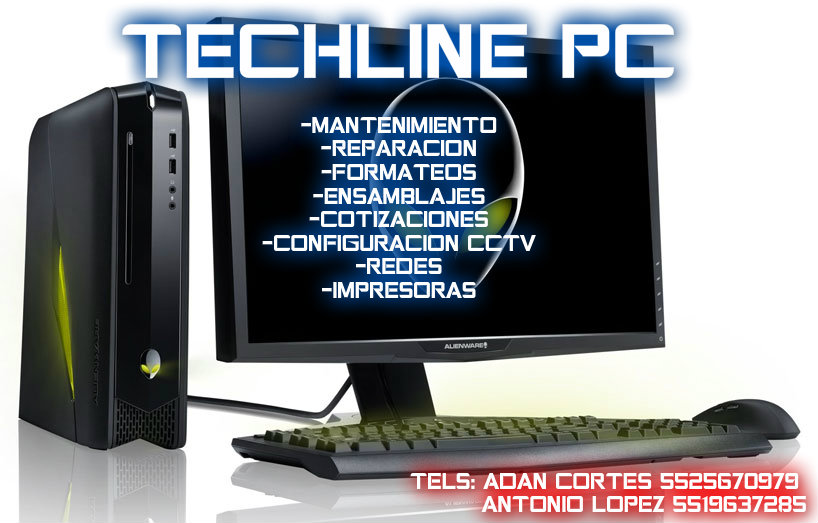 TECHLINE PC
-MANTENIMIENTO
-REPARACION
-FORMATEOS
-ENSAMBLAJES
-COTIZACIONES
-CONFIGURACION CCTV
-REDES
-IMPRESORAS
ALIENWARE
ALIENWARE
TELS: ADAN CORTES 5525670979
ANTONIO LOPEZ 5519637285